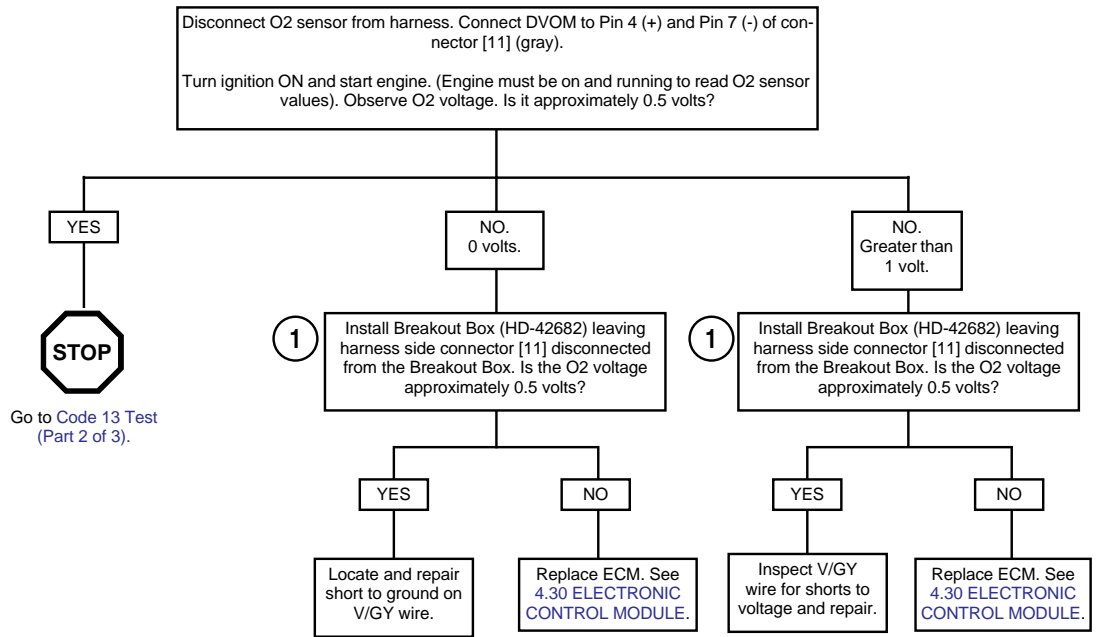 Disconnect O2 sensor from harness. Connect DVOM to Pin 4 (+) and Pin 7 (-) of con-
nector [11] (gray).
Turn ignition ON and start engine. (Engine must be on and running to read O2 sensor
values). Observe O2 voltage. Is it approximately 0.5 volts?
YES
NO.
0 volts.
NO.
Greater than
1 volt.
STOP
Go to Code 13 Test
(Part 2 of 3).
1
Install Breakout Box (HD-42682) leaving
harness side connector [11] disconnected
from the Breakout Box. Is the O2 voltage
approximately 0.5 volts?
1
Install Breakout Box (HD-42682) leaving
harness side connector [11] disconnected
from the Breakout Box. Is the O2 voltage
approximately 0.5 volts?
YES
NO
YES
NO
Locate and repair
short to ground on
V/GY wire.
Replace ECM. See
4.30 ELECTRONIC
CONTROL MODULE.
Inspect V/GY
wire for shorts to
voltage and repair.
Replace ECM. See
4.30 ELECTRONIC
CONTROL MODULE.